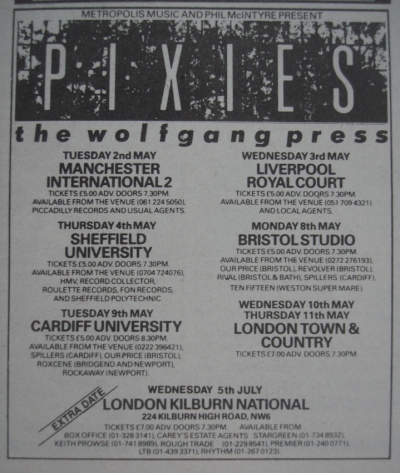 METROPOLIS MUSIC AND PHIL McINTYRE PRESENT
PIXIES
the wolfgang press
TUESDAY 2nd MAY
MANCHESTER
INTERNATIONAL 2
TICKETS £5.00 ADV. DOORS 7.30PM.
AVAILABLE FROM THE VENUE (061 224 5050),
PICCADILLY RECORDS AND USUAL AGENTS.
WEDNESDAY 3rd MAY
LIVERPOOL
ROYAL COURT
TICKETS £5.00 ADV. DOORS 7.30PM.
AVAILABLE FROM THE VENUE (051 709 4321)
AND LOCAL AGENTS.
THURSDAY 4th MAY
SHEFFIELD
UNIVERSITY
TICKETS £5.00 ADV. DOORS 7.30PM.
AVAILABLE FROM THE VENUE (0704 724076),
HMV, RECORD COLLECTOR,
ROULETTE RECORDS, FON RECORDS,
AND SHEFFIELD POLYTECHNIC
MONDAY 8th MAY
BRISTOL STUDIO
TICKETS £5.00 ADV. DOORS 7.30PM.
AVAILABLE FROM THE VENUE (0272 276193),
OUR PRICE (BRISTOL), REVOLVER (BRISTOL),
RIVAL (BRISTOL & BATH), SPILLERS (CARDIFF),
TEN FIFTEEN (WESTON SUPER MARE)
TUESDAY 9th MAY
CARDIFF UNIVERSITY
TICKETS £5.00 ADV. DOORS 8.30PM.
AVAILABLE FROM THE VENUE (0222 396421),
SPILLERS (CARDIFF), OUR PRICE (BRISTOL),
ROXCENE (BRIDGEND AND NEWPORT),
ROCKAWAY (NEWPORT).
WEDNESDAY 10th MAY
THURSDAY 11th MAY
LONDON TOWN &
COUNTRY
TICKETS £7.00 ADV. DOORS 7.30PM.
EXTRA DATE
WEDNESDAY 5th JULY
LONDON KILBURN NATIONAL
224 KILBURN HIGH ROAD, NW6
TICKETS £7.00 ADV. DOORS 7.30PM. AVAILABLE FROM
BOX OFFICE (01-328 3141), CAREY'S ESTATE AGENTS STARGREEN (01-734 8932),
KEITH PROWSE (01-741 8989), ROUGH TRADE (01-229 8541), PREMIER (01-240 0771),
LTB (01-439 3371), RHYTHM (01-267 0123)